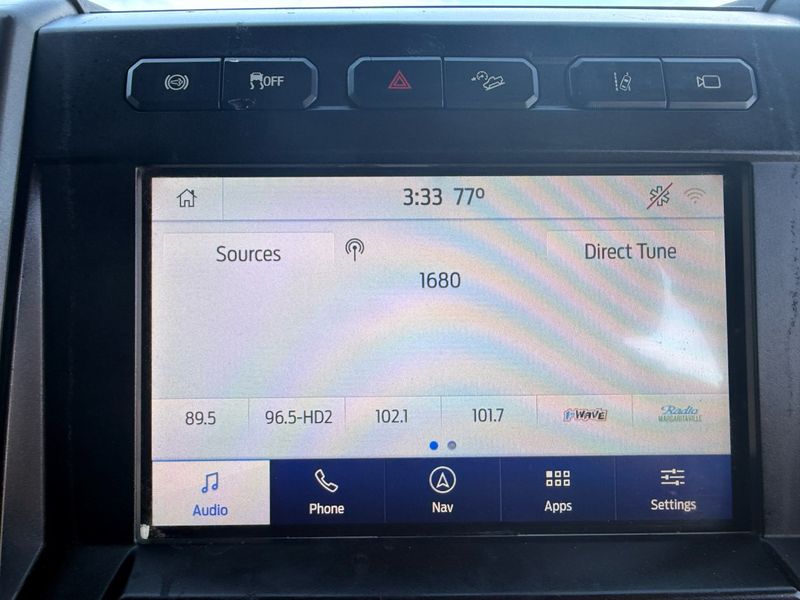 OFF
3:33 77°
Sources
Direct Tune
1680
89.5
96.5-HD2
102.1
101.7
1st WAVE
Radio
MARGARITAVILLE
Audio
Phone
Nav
Apps
Settings